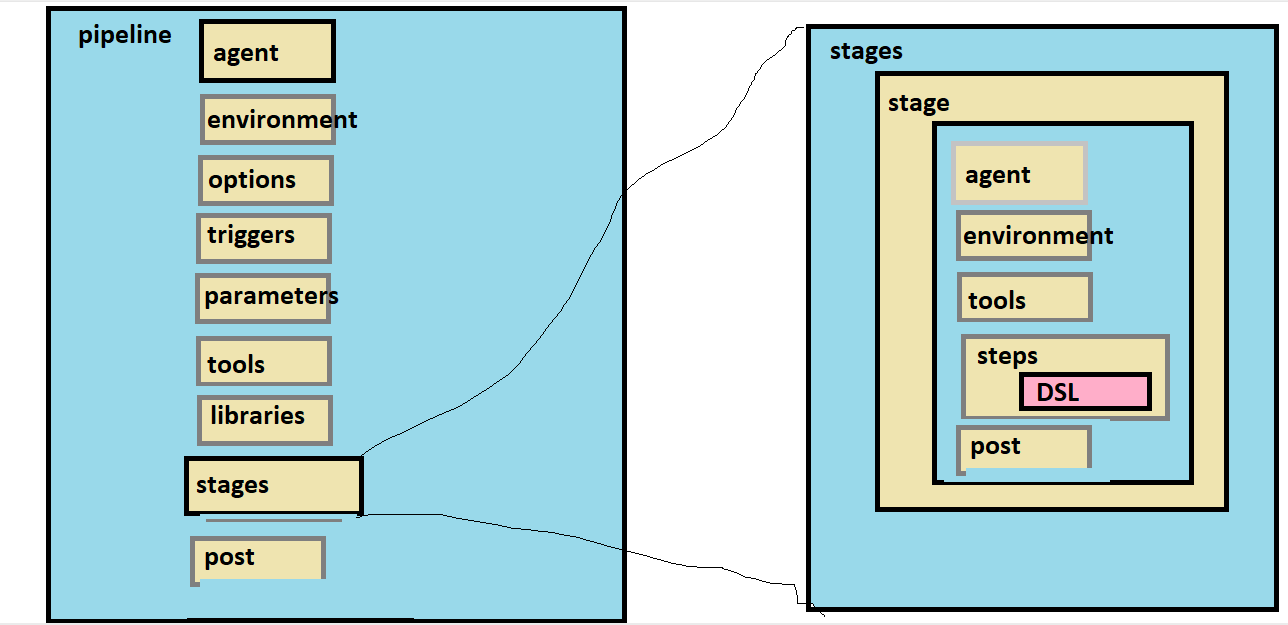 pipeline
agent
environment
options
triggers
parameters
tools
libraries
stages
post
stages
stage
agent
environment
tools
steps
DSL
post